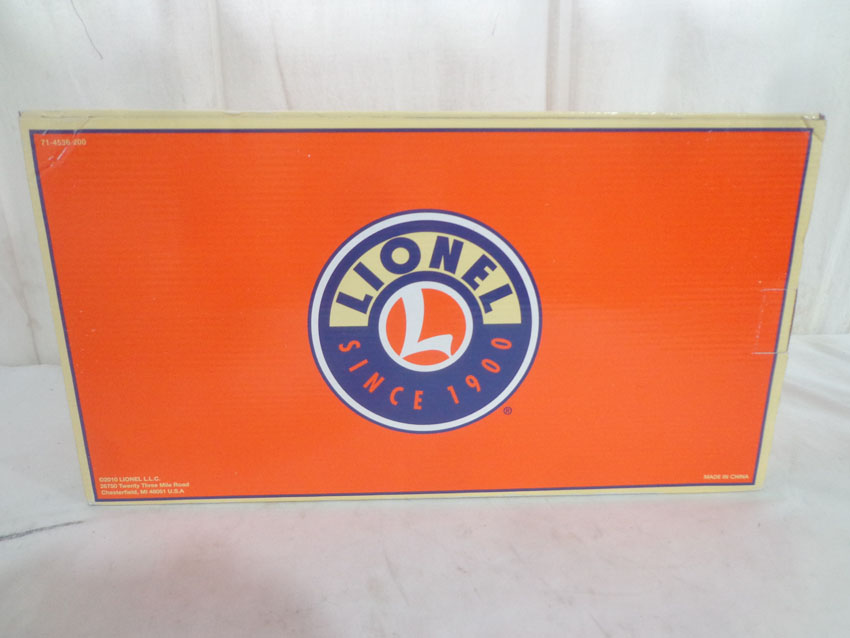 71-4536-200
LIONEL
L
SINCE 1900
®
©2010 LIONEL L.L.C.
26750 Twenty Three Mile Road
Chesterfield, MI 48051 U.S.A
MADE IN CHINA